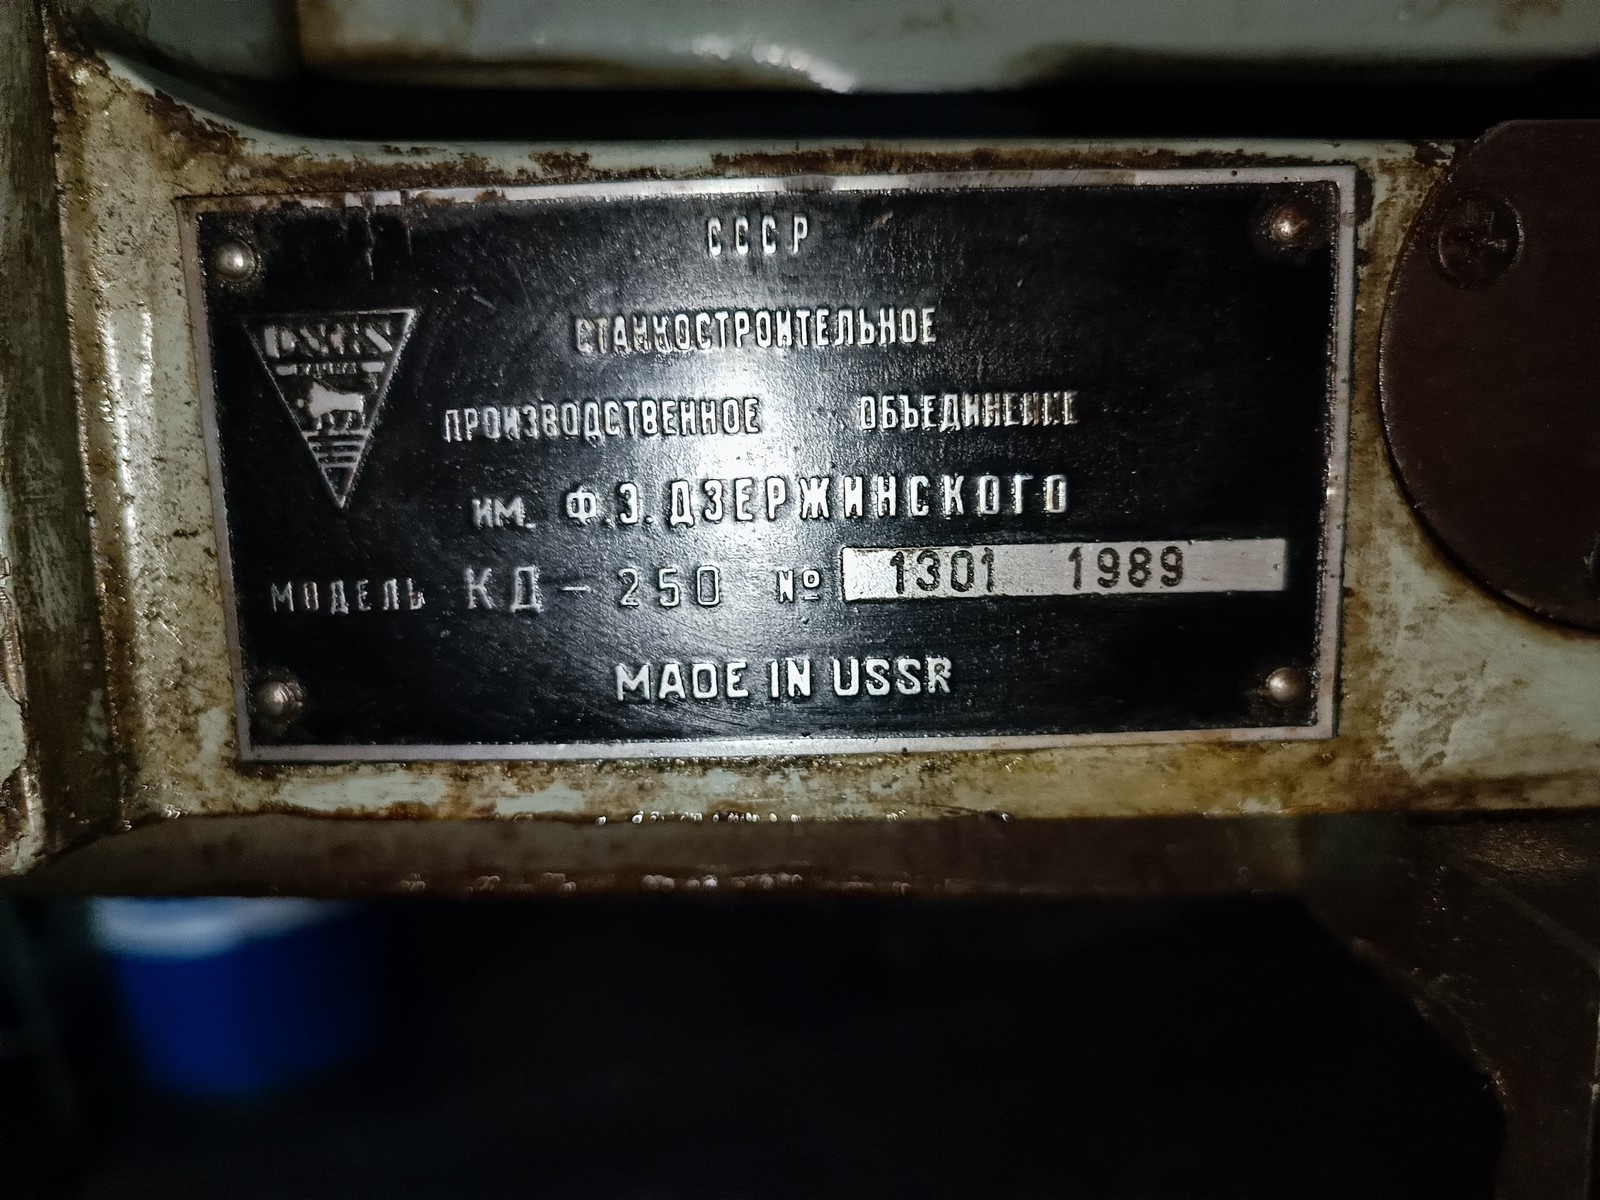 СССР
СТАНКОСТРОИТЕЛЬНОЕ
ПРОИЗВОДСТВЕННОЕ ОБЪЕДИНЕНИЕ
ИМ. Ф.Э. ДЗЕРЖИНСКОГО
МОДЕЛЬ КД-250 № 1301 1989
MADE IN USSR